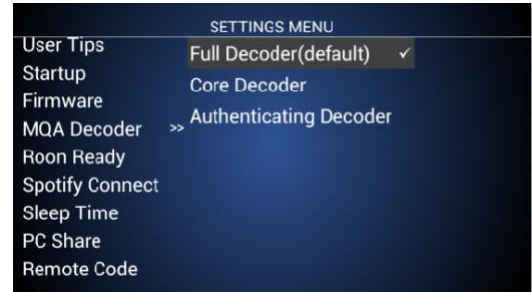 SETTINGS MENU
User Tips
Startup
Firmware
MQA Decoder >>
Roon Ready
Spotify Connect
Sleep Time
PC Share
Remote Code
Full Decoder(default) ✓
Core Decoder
Authenticating Decoder